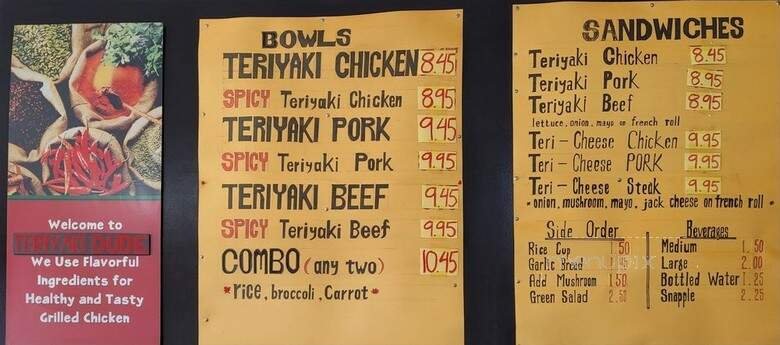 Welcome to
TERIYAKI DUDE
We Use Flavorful
Ingredients for
Healthy and Tasty
Grilled Chicken
BOWLS
TERIYAKI CHICKEN 8.45
SPICY Teriyaki Chicken 8.95
TERIYAKI PORK 9.45
SPICY Teriyaki Pork 9.95
TERIYAKI BEEF 9.45
SPICY Teriyaki Beef 9.95
COMBO (any two) 10.45
*rice, broccoli, Carrot*
SANDWICHES
Teriyaki Chicken 8.45
Teriyaki Pork 8.95
Teriyaki Beef 8.95
lettuce, onion, mayo on french roll
Teri-Cheese Chicken 9.95
Teri-Cheese PORK 9.95
Teri-Cheese Steak 9.95
*onion, mushroom, mayo, jack cheese on french roll*
Side Order
Rice Cup 1.50
Garlic Bread
Add Mushroom 1.50
Green Salad 2.50
Beverages
Medium 1.50
Large 2.00
Bottled Water 1.25
Snapple 2.25